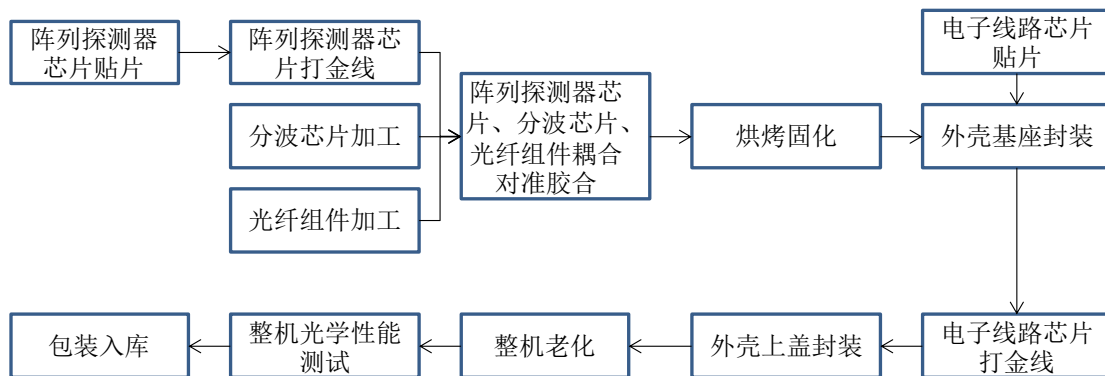 阵列探测器
芯片贴片
阵列探测器芯
片打金线
分波芯片加工
光纤组件加工
阵列探测器芯
片、分波芯片、
光纤组件耦合
对准胶合
烘烤固化
电子线路芯片
贴片
外壳基座封装
电子线路芯片
打金线
外壳上盖封装
整机老化
整机光学性能
测试
包装入库